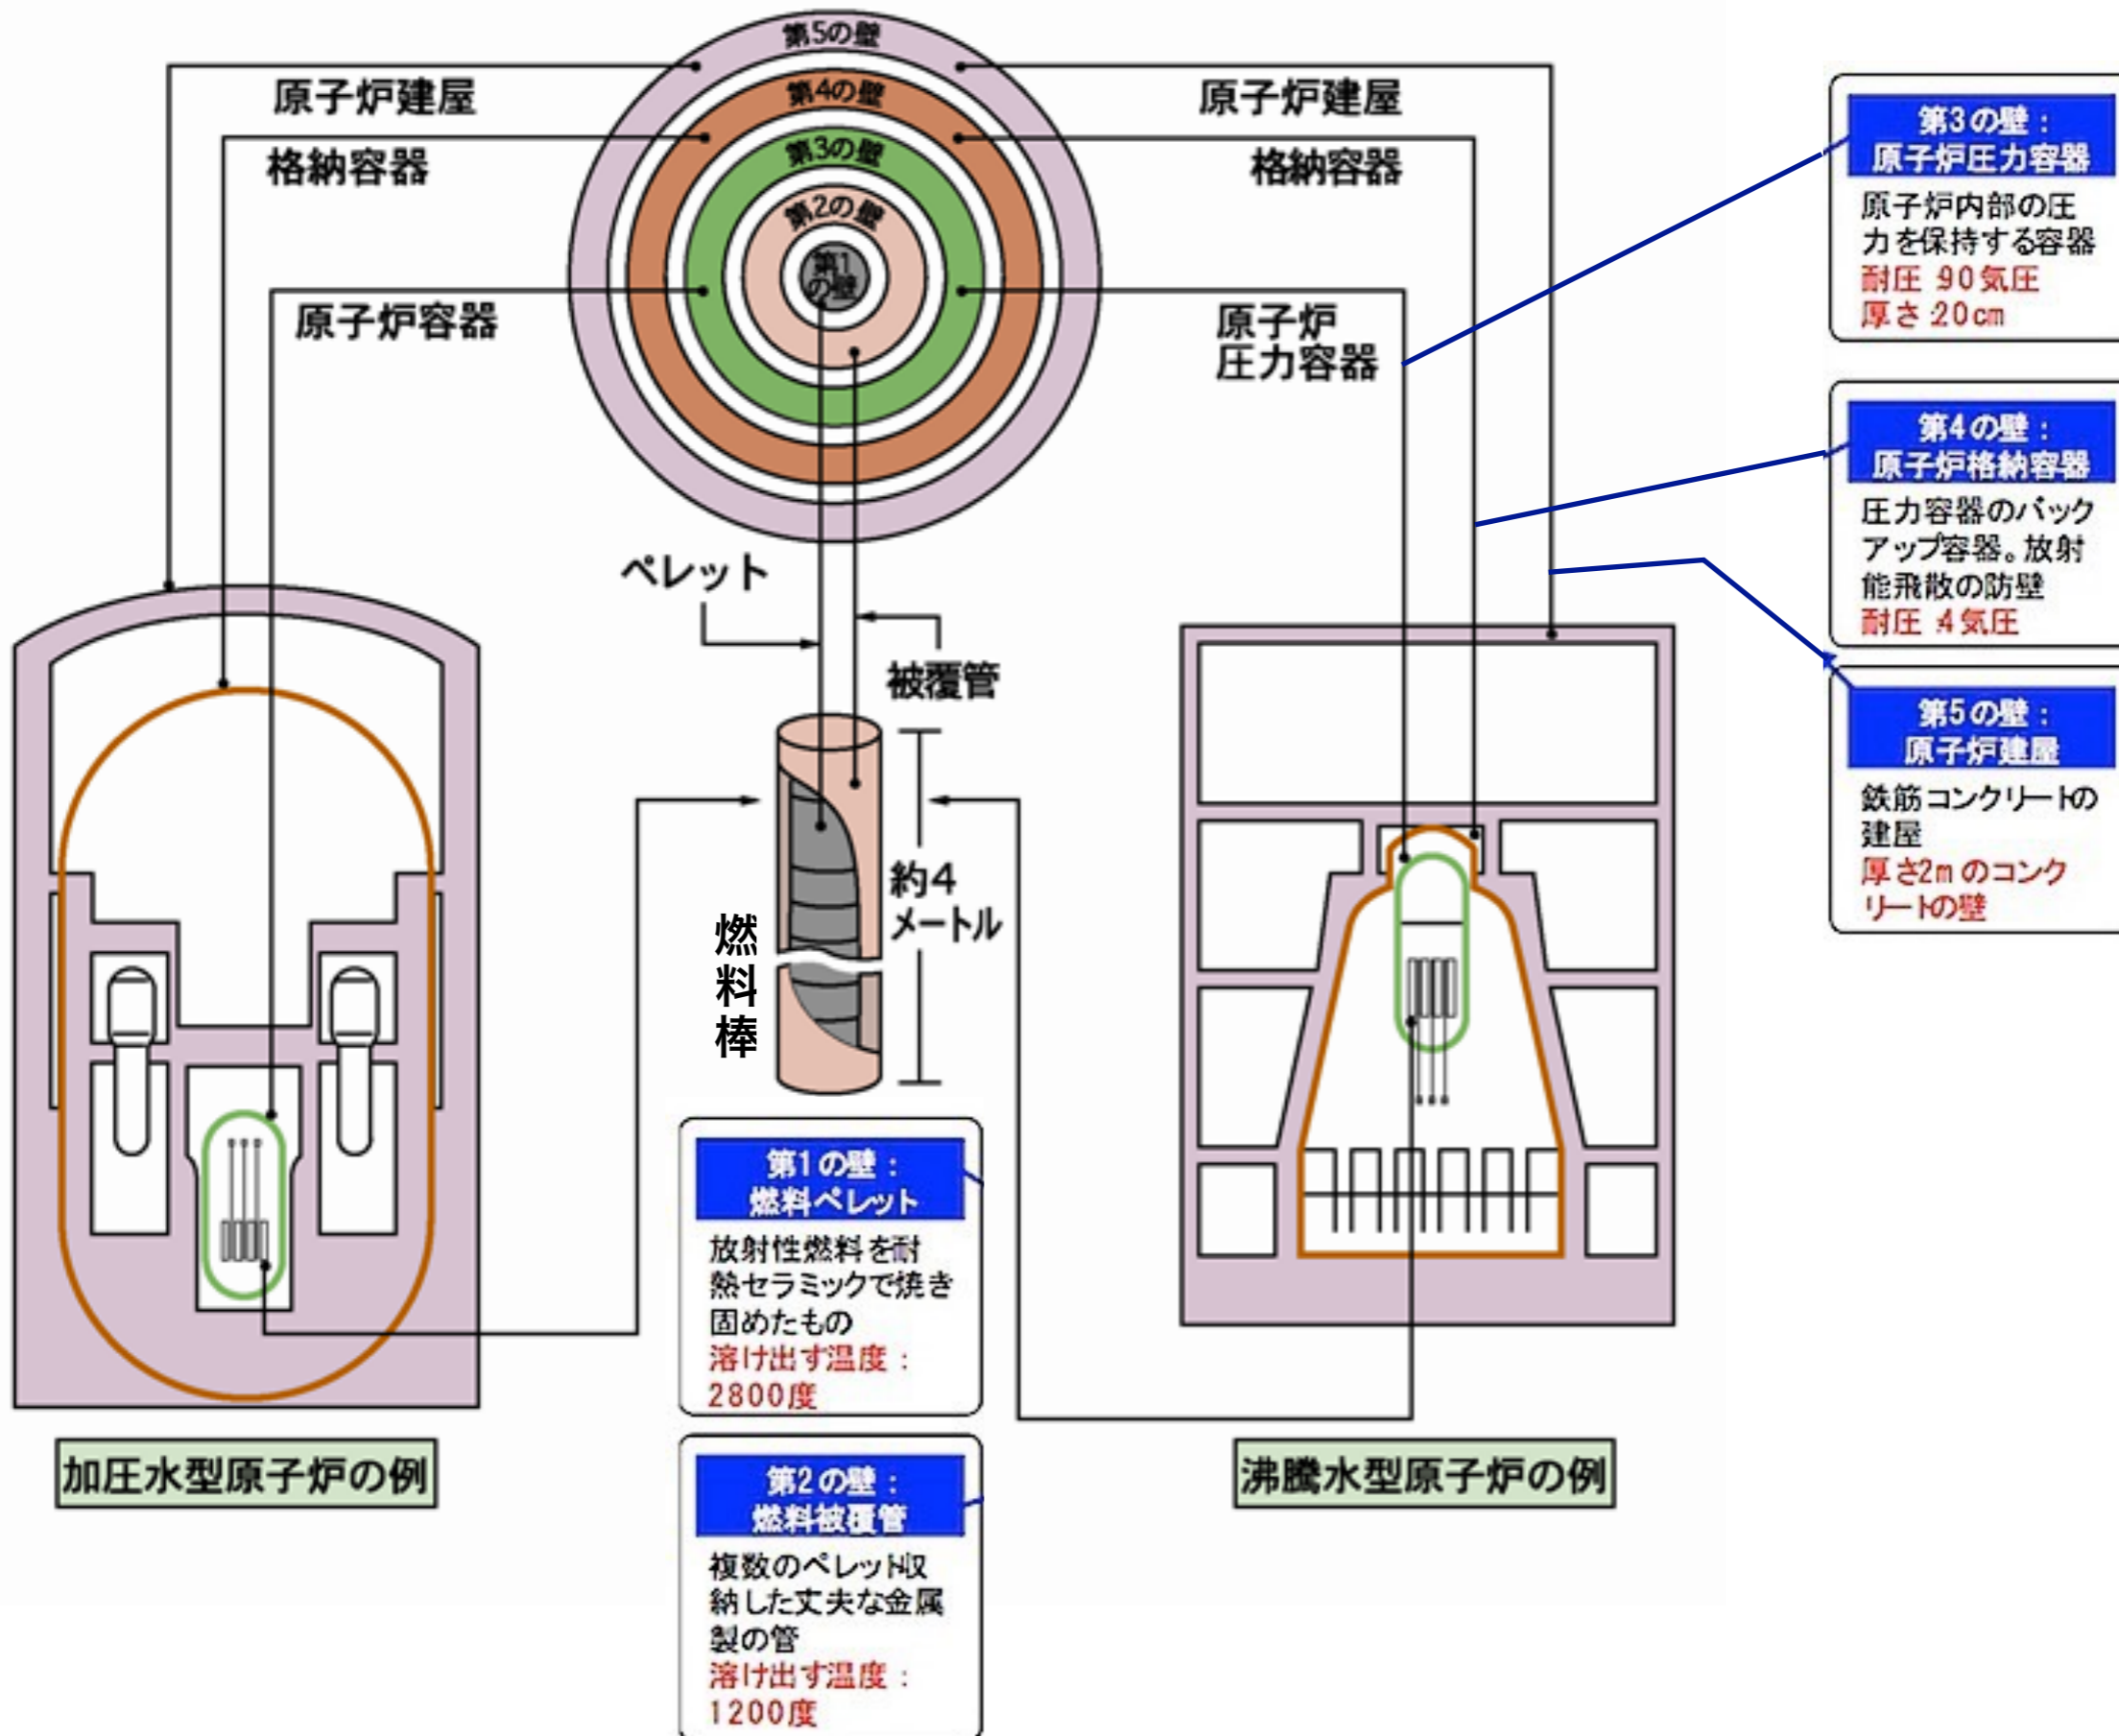 第5の壁
第4の壁
第3の壁
第2の壁
第1
の壁
原子炉建屋
格納容器
原子炉容器
原子炉建屋
格納容器
原子炉
圧力容器
ペレット
被覆管
約4
メートル
燃料棒
加圧水型原子炉の例
沸騰水型原子炉の例
第1の壁:
燃料ペレット
放射性燃料を耐
熱セラミックで焼き
固めたもの
溶け出す温度:
2800度
第2の壁:
燃料被覆管
複数のペレット収
納した丈夫な金属
製の管
溶け出す温度:
1200度
第3の壁:
原子炉圧力容器
原子炉内部の圧
力を保持する容器
耐圧:90気圧
厚さ:20cm
第4の壁:
原子炉格納容器
圧力容器のバック
アップ容器。放射
能飛散の防壁
耐圧:4気圧
第5の壁:
原子炉建屋
鉄筋コンクリートの
建屋
厚さ2mのコンク
リートの壁